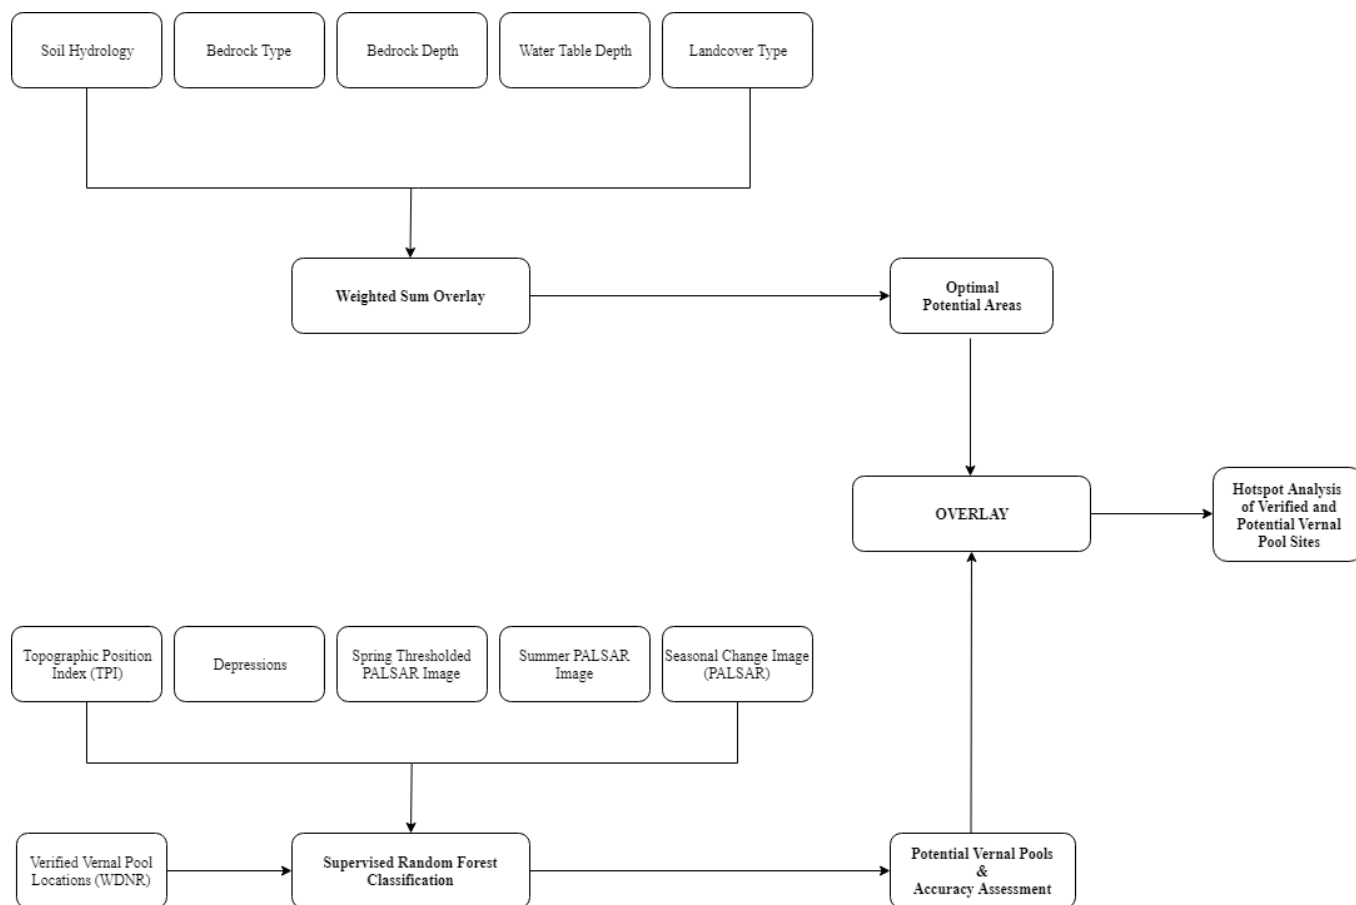 Soil Hydrology
Bedrock Type
Bedrock Depth
Water Table Depth
Landcover Type
Weighted Sum Overlay
Optimal
Potential Areas
OVERLAY
Hotspot Analysis
of Verified and
Potential Vernal
Pool Sites
Topographic Position
Index (TPI)
Depressions
Spring Thresholded
PALSAR Image
Summer PALSAR
Image
Seasonal Change Image
(PALSAR)
Verified Vernal Pool
Locations (WDNR)
Supervised Random Forest
Classification
Potential Vernal Pools
&
Accuracy Assessment